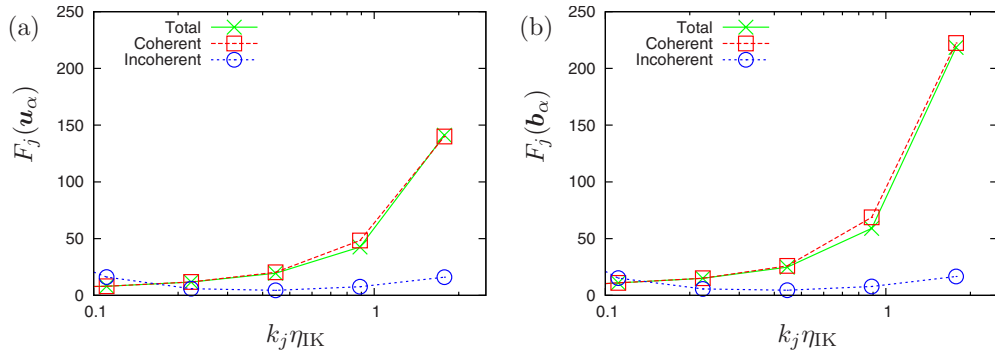 (a)
F_j(u_α)
250
200
150
100
50
0
Total
Coherent
Incoherent
0.1
1
k_jη_IK
(b)
F_j(b_α)
250
200
150
100
50
0
Total
Coherent
Incoherent
0.1
1
k_jη_IK